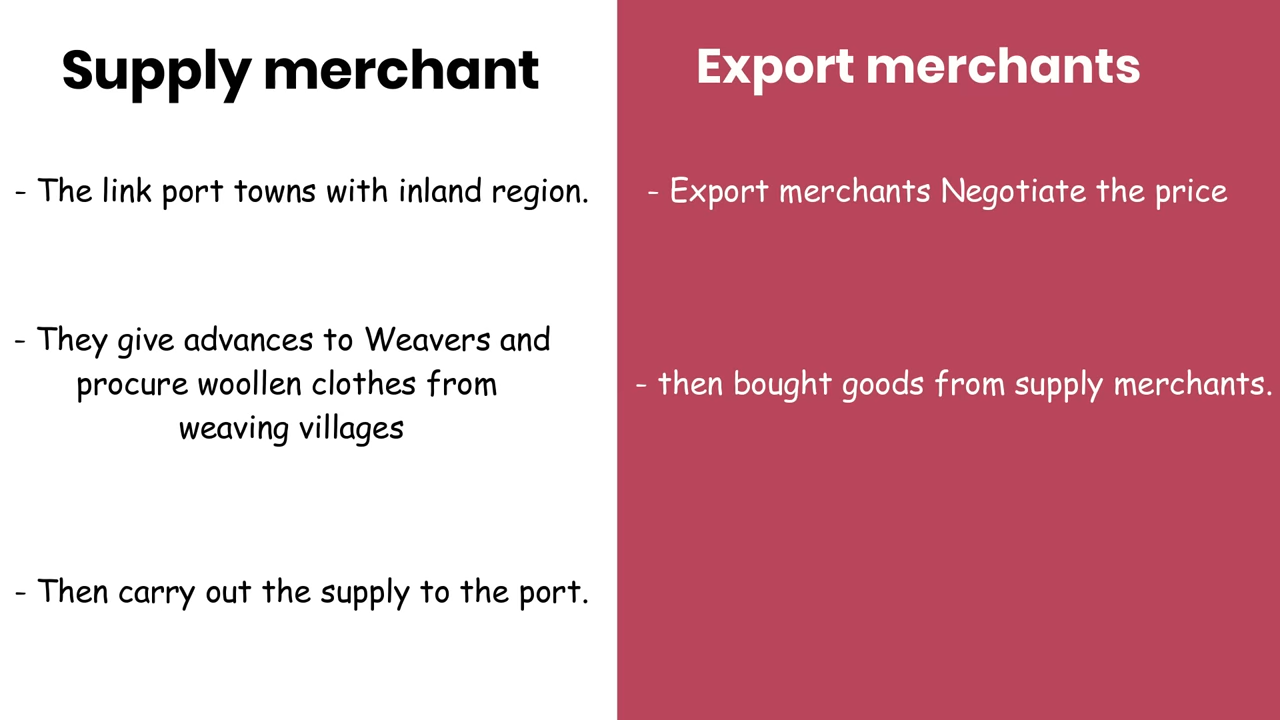 Supply merchant
- The link port towns with inland region.
- They give advances to Weavers and
procure woollen clothes from
weaving villages
- Then carry out the supply to the port.
Export merchants
- Export merchants Negotiate the price
- then bought goods from supply merchants.